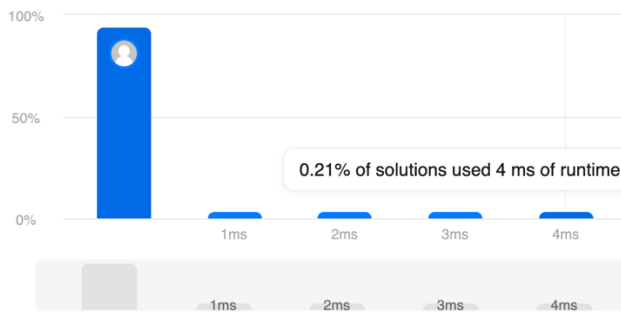 100%
50%
0.21% of solutions used 4 ms of runtime
0%
1ms 2ms 3ms 4ms
1ms 2ms 3ms 4ms